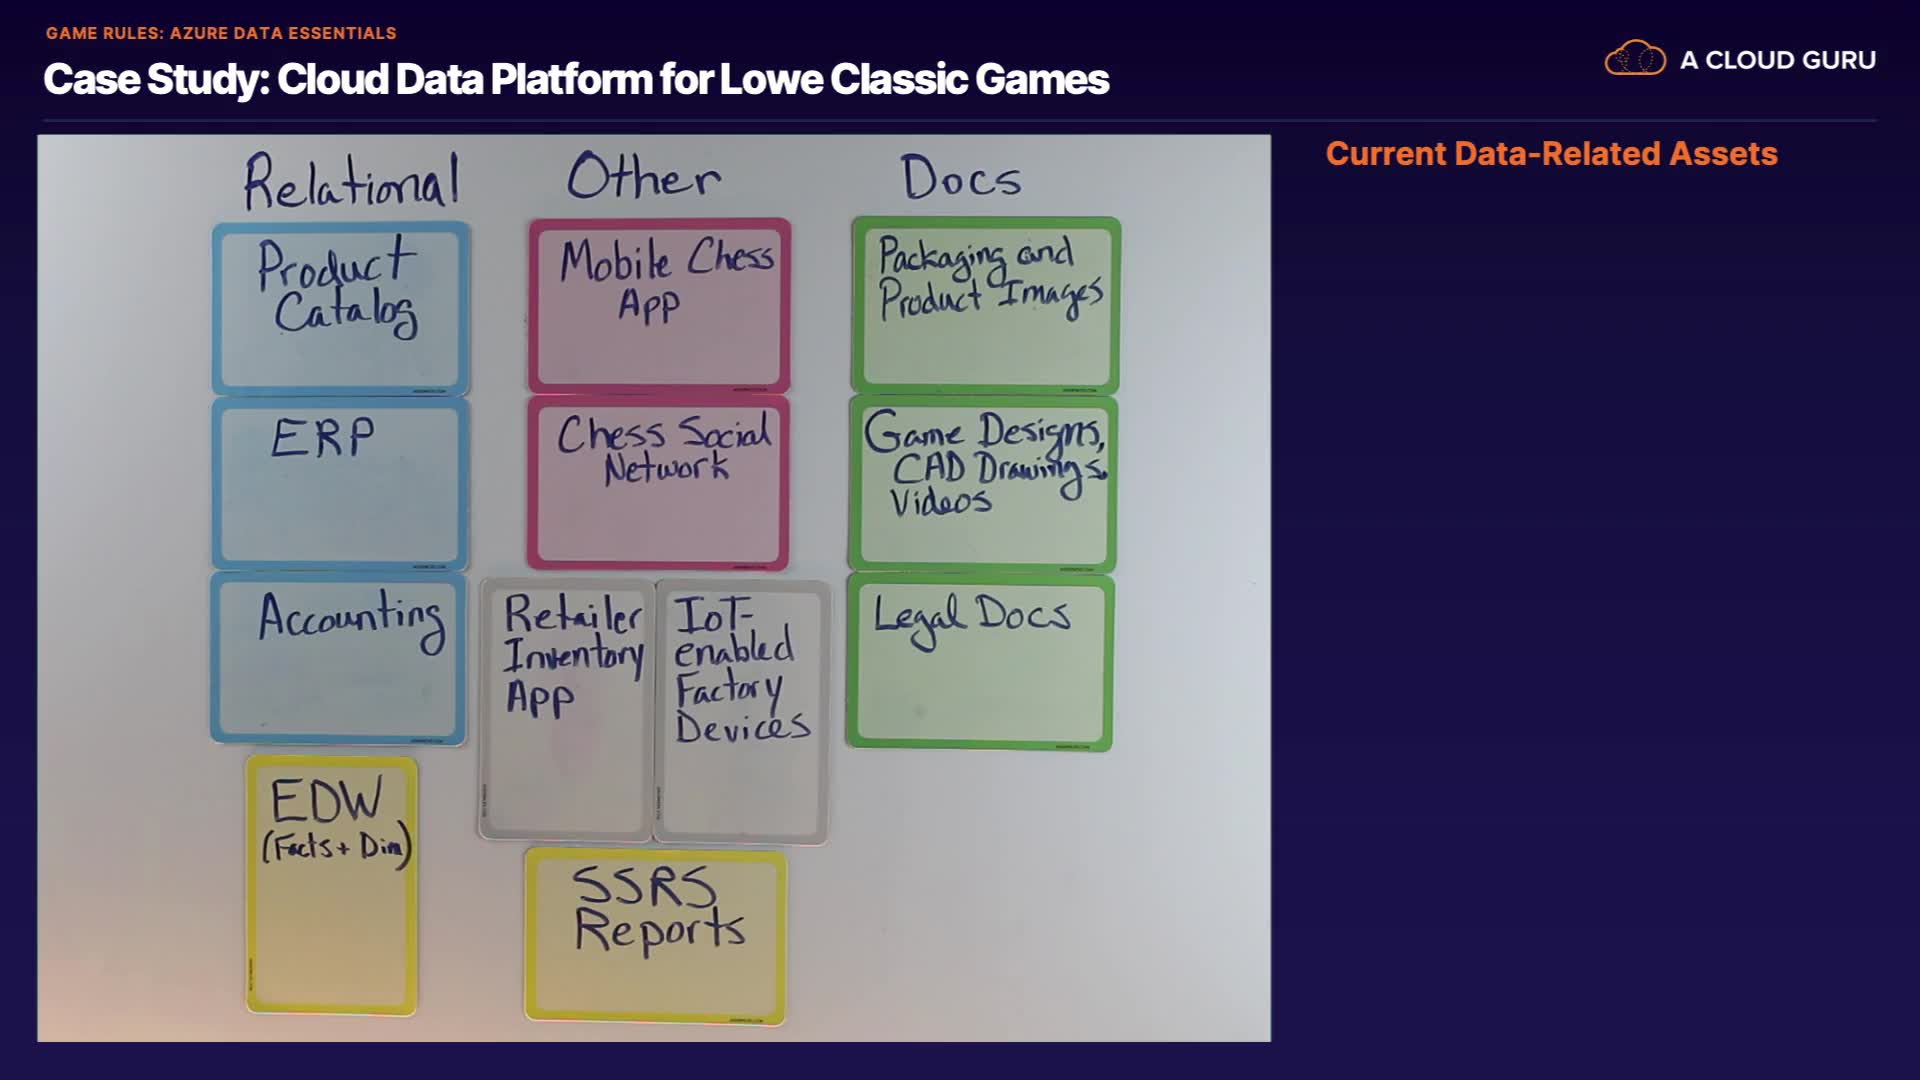 GAME RULES: AZURE DATA ESSENTIALS
Case Study: Cloud Data Platform for Lowe Classic Games
A CLOUD GURU
Current Data-Related Assets
Relational
Product
Catalog
ERP
Accounting
EDW
(Facts + Dim)
Other
Mobile Chess
App
Chess Social
Network
Retailer
Inventory
App
IoT-
enabled
Factory
Devices
SSRS
Reports
Docs
Packaging and
Product Images
Game Designs,
CAD Drawings,
Videos
Legal Docs